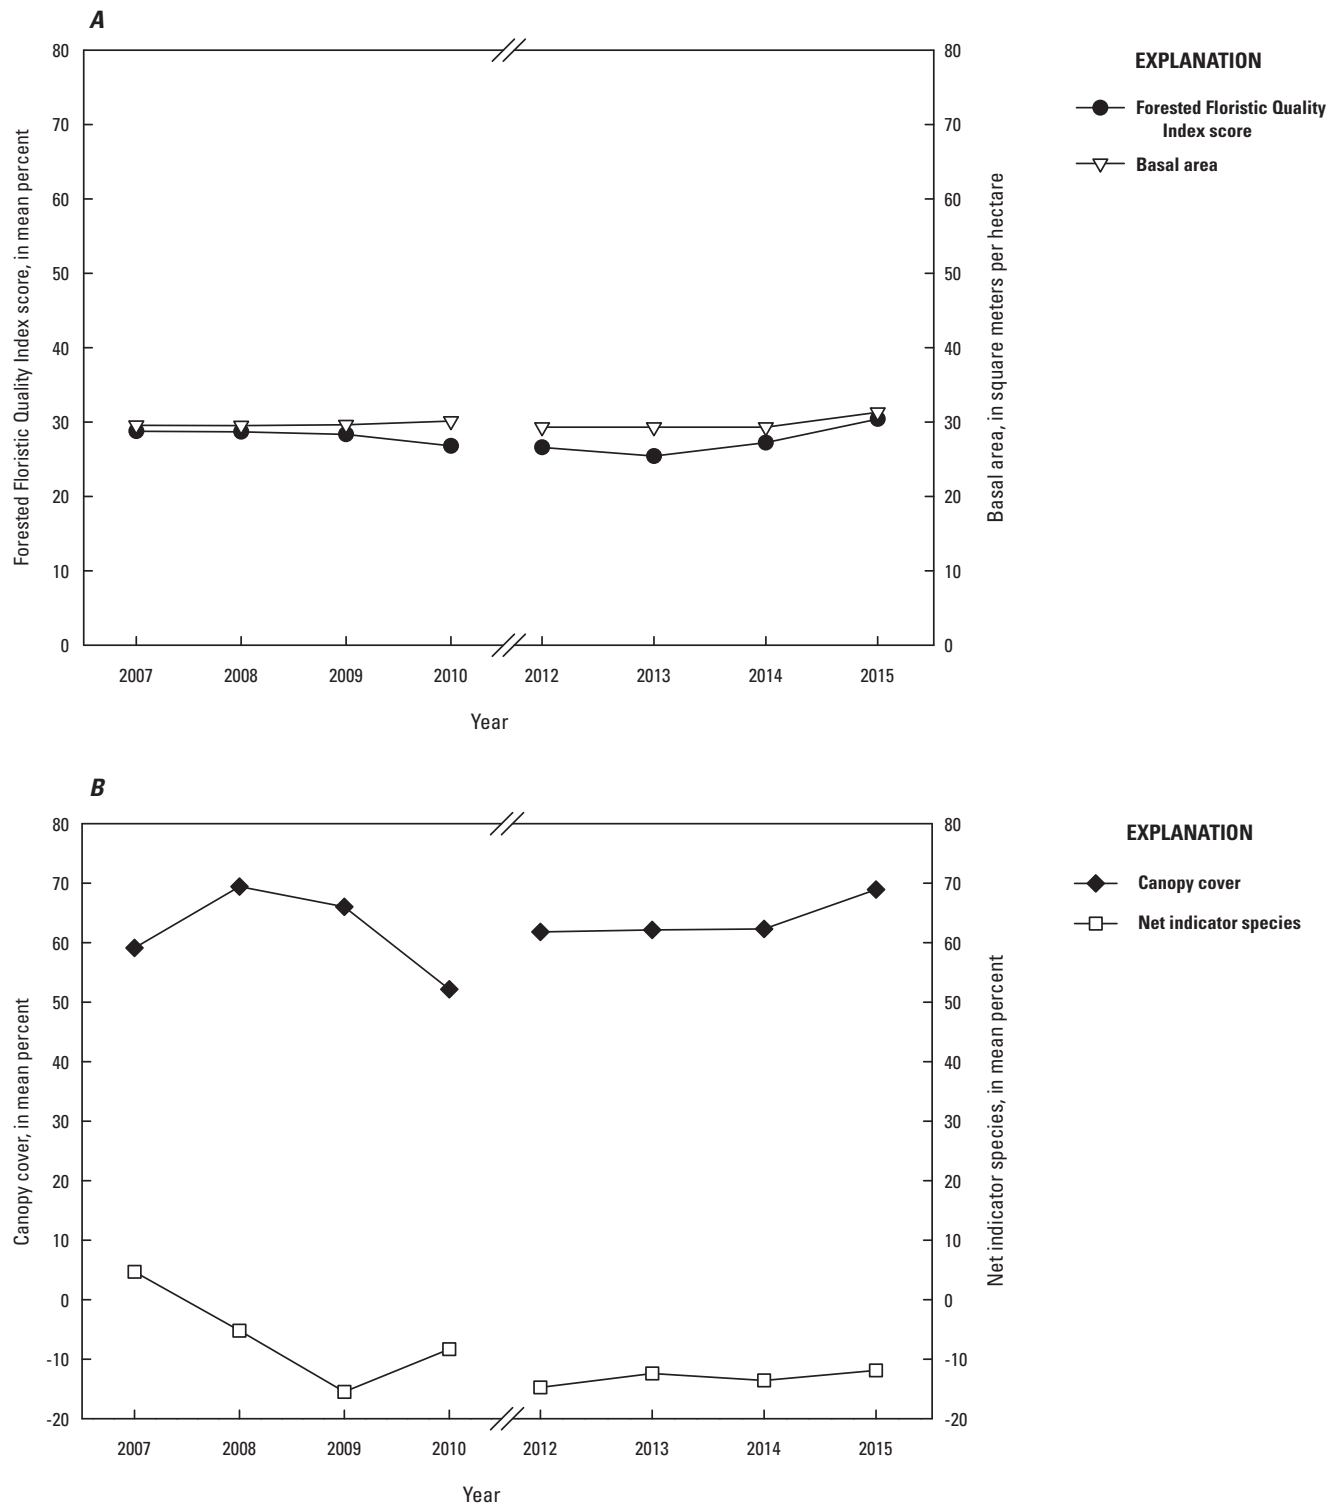 A
80
70
60
50
40
30
20
10
0
Forested Floristic Quality Index score, in mean percent
80
70
60
50
40
30
20
10
0
Basal area, in square meters per hectare
2007 2008 2009 2010 2012 2013 2014 2015
Year
EXPLANATION
Forested Floristic Quality
Index score
Basal area
B
80
70
60
50
40
30
20
10
0
-10
-20
Canopy cover, in mean percent
80
70
60
50
40
30
20
10
0
-10
-20
Net indicator species, in mean percent
2007 2008 2009 2010 2012 2013 2014 2015
Year
EXPLANATION
Canopy cover
Net indicator species